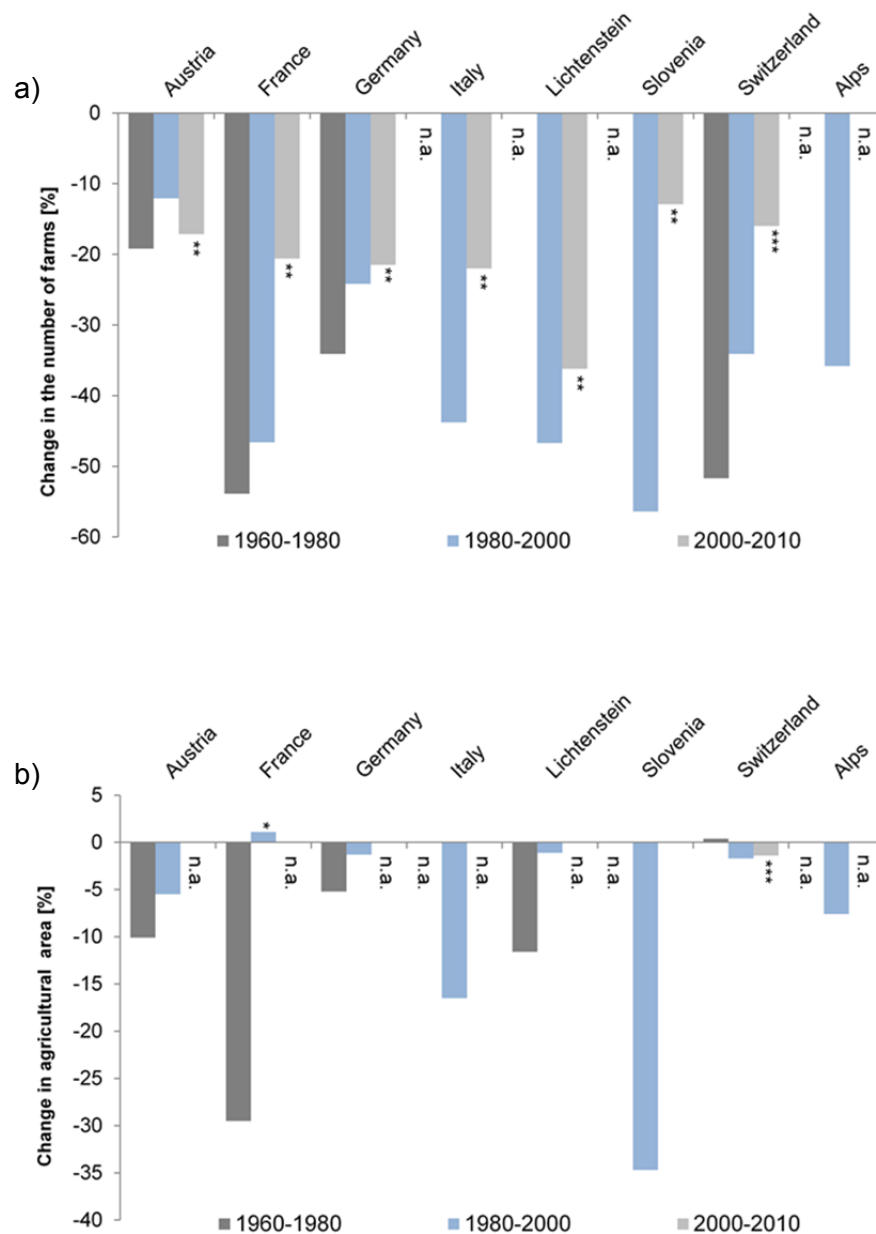 a)
Austria France Germany Italy Lichtenstein Slovenia Switzerland Alps
Change in the number of farms [%]
0
-10
-20
-30
-40
-50
-60
** ** ** n.a. ** n.a. ** n.a. ** *** n.a. n.a.
1960-1980 1980-2000 2000-2010
b)
Austria France Germany Italy Lichtenstein Slovenia Switzerland Alps
Change in agricultural area [%]
5
0
-5
-10
-15
-20
-25
-30
-35
-40
n.a. * n.a. n.a. n.a. n.a. n.a. n.a. n.a. *** n.a. n.a.
1960-1980 1980-2000 2000-2010